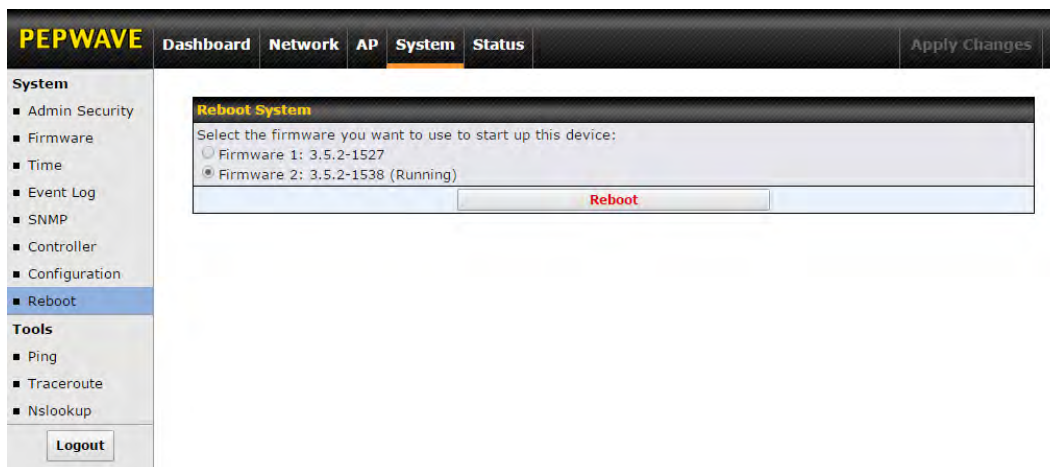 PEPWAVE
Dashboard Network AP System Status Apply Changes
System
Admin Security
Firmware
Time
Event Log
SNMP
Controller
Configuration
Reboot
Tools
Ping
Traceroute
Nslookup
Logout
Reboot System
Select the firmware you want to use to start up this device:
Firmware 1: 3.5.2-1527
Firmware 2: 3.5.2-1538 (Running)
Reboot